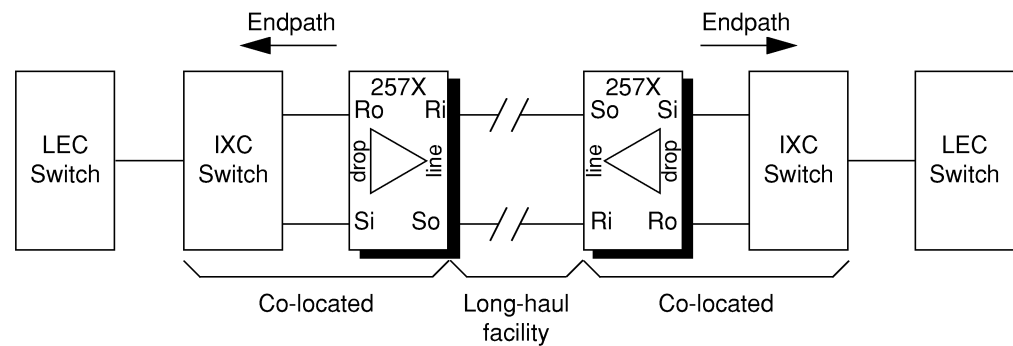 Endpath
Endpath
LEC
Switch
IXC
Switch
257X
Ro Ri
drop
line
Si So
257X
So Si
line
drop
Ri Ro
IXC
Switch
LEC
Switch
Co-located
Long-haul
facility
Co-located